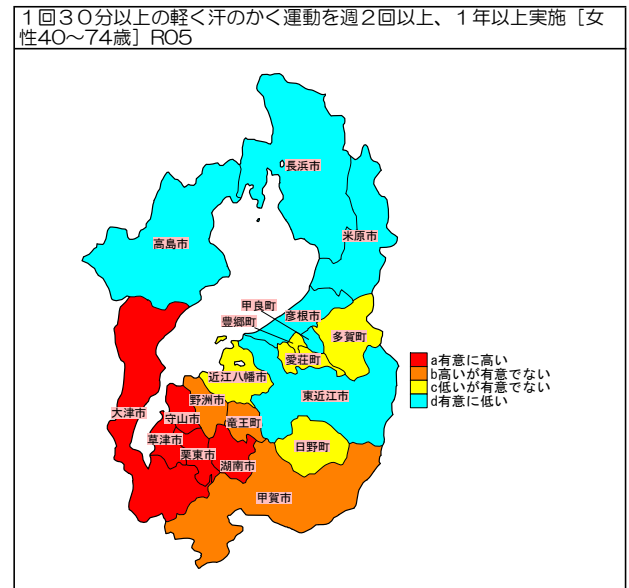 1回30分以上の軽く汗のかく運動を週2回以上、1年以上実施［女
性40～74歳］R05
長浜市
高島市
米原市
甲良町
豊郷町
彦根市
多賀町
愛荘町
a有意に高い
b高いが有意でない
c低いが有意でない
d有意に低い
近江八幡市
野洲市
東近江市
大津市
守山市
竜王町
草津市
日野町
栗東市
湖南市
甲賀市